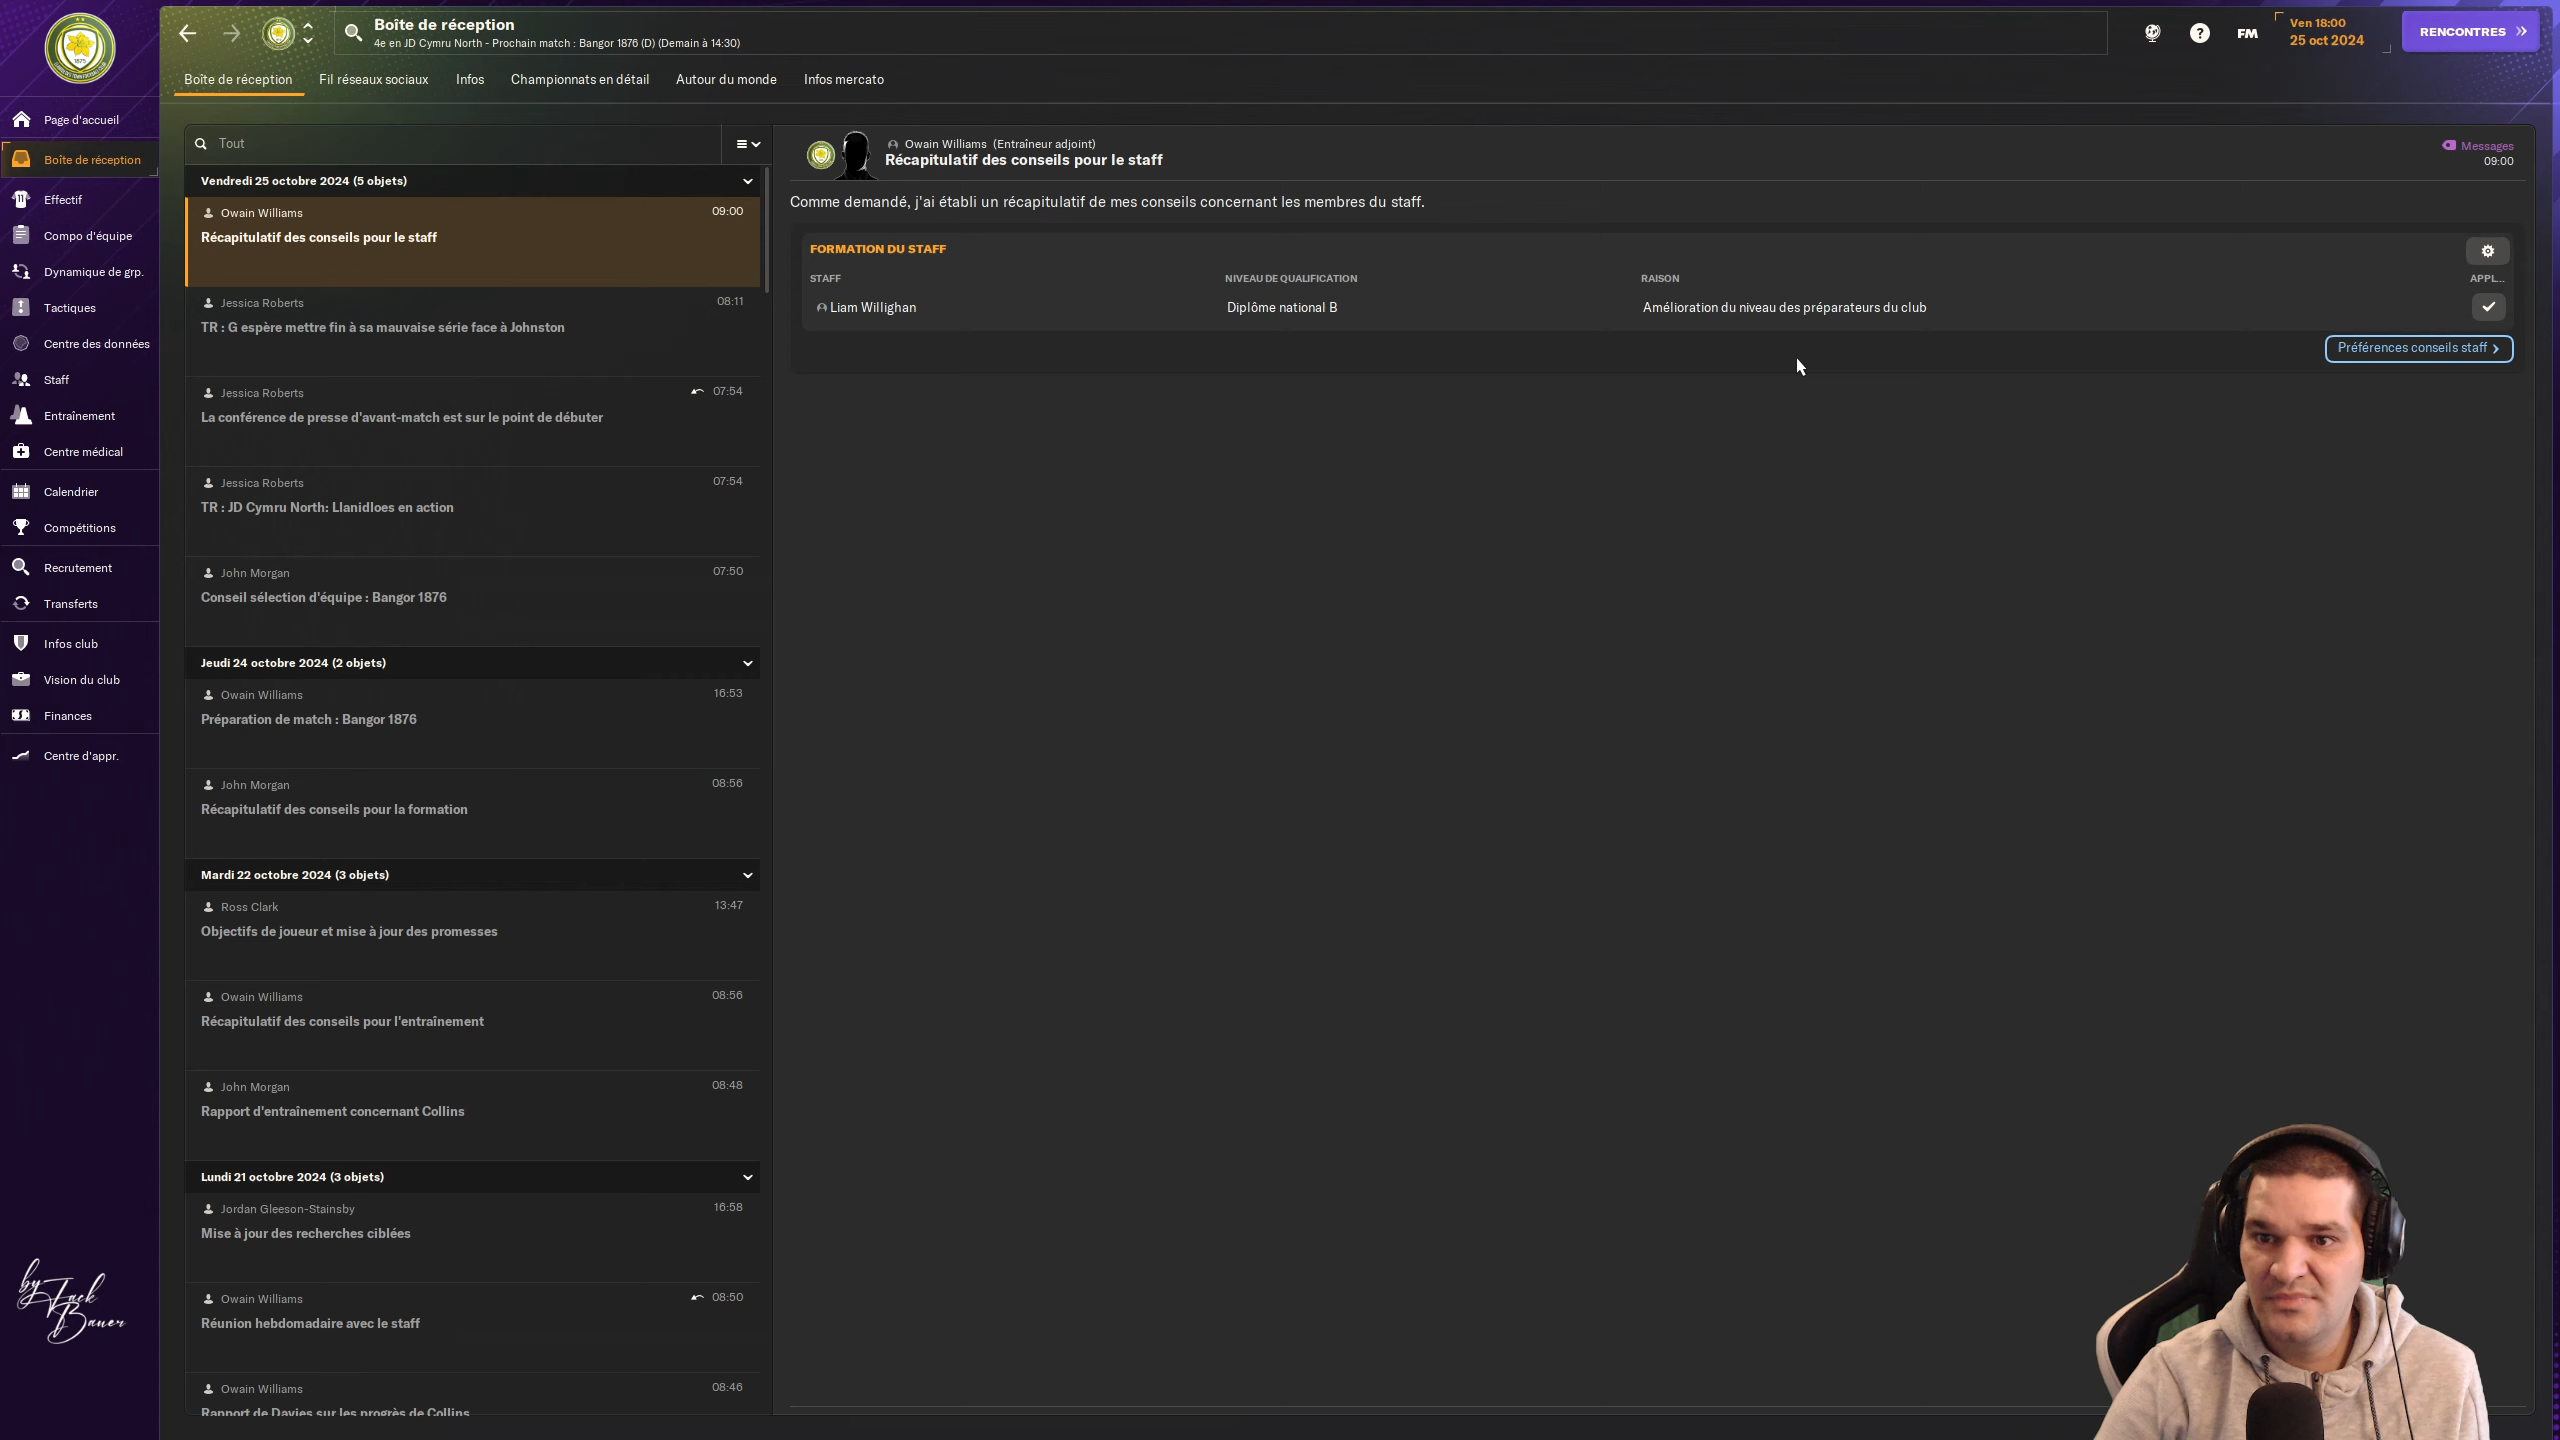 Boîte de réception
4e en JD Cymru North - Prochain match : Bangor 1876 (D) (Demain à 14:30)
FM
Ven 18:00
25 oct 2024
RENCONTRES
Boîte de réception
Fil réseaux sociaux
Infos
Championnats en détail
Autour du monde
Infos mercato
Page d'accueil
Boîte de réception
Effectif
Compo d'équipe
Dynamique de grp.
Tactiques
Centre des données
Staff
Entraînement
Centre médical
Calendrier
Compétitions
Recrutement
Transferts
Infos club
Vision du club
Finances
Centre d'appr.
by Jack
Bauer
Tout
Vendredi 25 octobre 2024 (5 objets)
Owain Williams 09:00
Récapitulatif des conseils pour le staff
Jessica Roberts 08:11
TR : G espère mettre fin à sa mauvaise série face à Johnston
Jessica Roberts 07:54
La conférence de presse d'avant-match est sur le point de débuter
Jessica Roberts 07:54
TR : JD Cymru North: Llanidloes en action
John Morgan 07:50
Conseil sélection d'équipe : Bangor 1876
Jeudi 24 octobre 2024 (2 objets)
Owain Williams 16:53
Préparation de match : Bangor 1876
John Morgan 08:56
Récapitulatif des conseils pour la formation
Mardi 22 octobre 2024 (3 objets)
Ross Clark 13:47
Objectifs de joueur et mise à jour des promesses
Owain Williams 08:56
Récapitulatif des conseils pour l'entraînement
John Morgan 08:48
Rapport d'entraînement concernant Collins
Lundi 21 octobre 2024 (3 objets)
Jordan Gleeson-Stainsby 16:58
Mise à jour des recherches ciblées
Owain Williams 08:50
Réunion hebdomadaire avec le staff
Owain Williams 08:46
Rapport de Davies sur les progrès de Collins
Owain Williams (Entraîneur adjoint)
Récapitulatif des conseils pour le staff
Messages
09:00
Comme demandé, j'ai établi un récapitulatif de mes conseils concernant les membres du staff.
FORMATION DU STAFF
STAFF NIVEAU DE QUALIFICATION RAISON APPL...
Liam Willighan Diplôme national B Amélioration du niveau des préparateurs du club
Préférences conseils staff